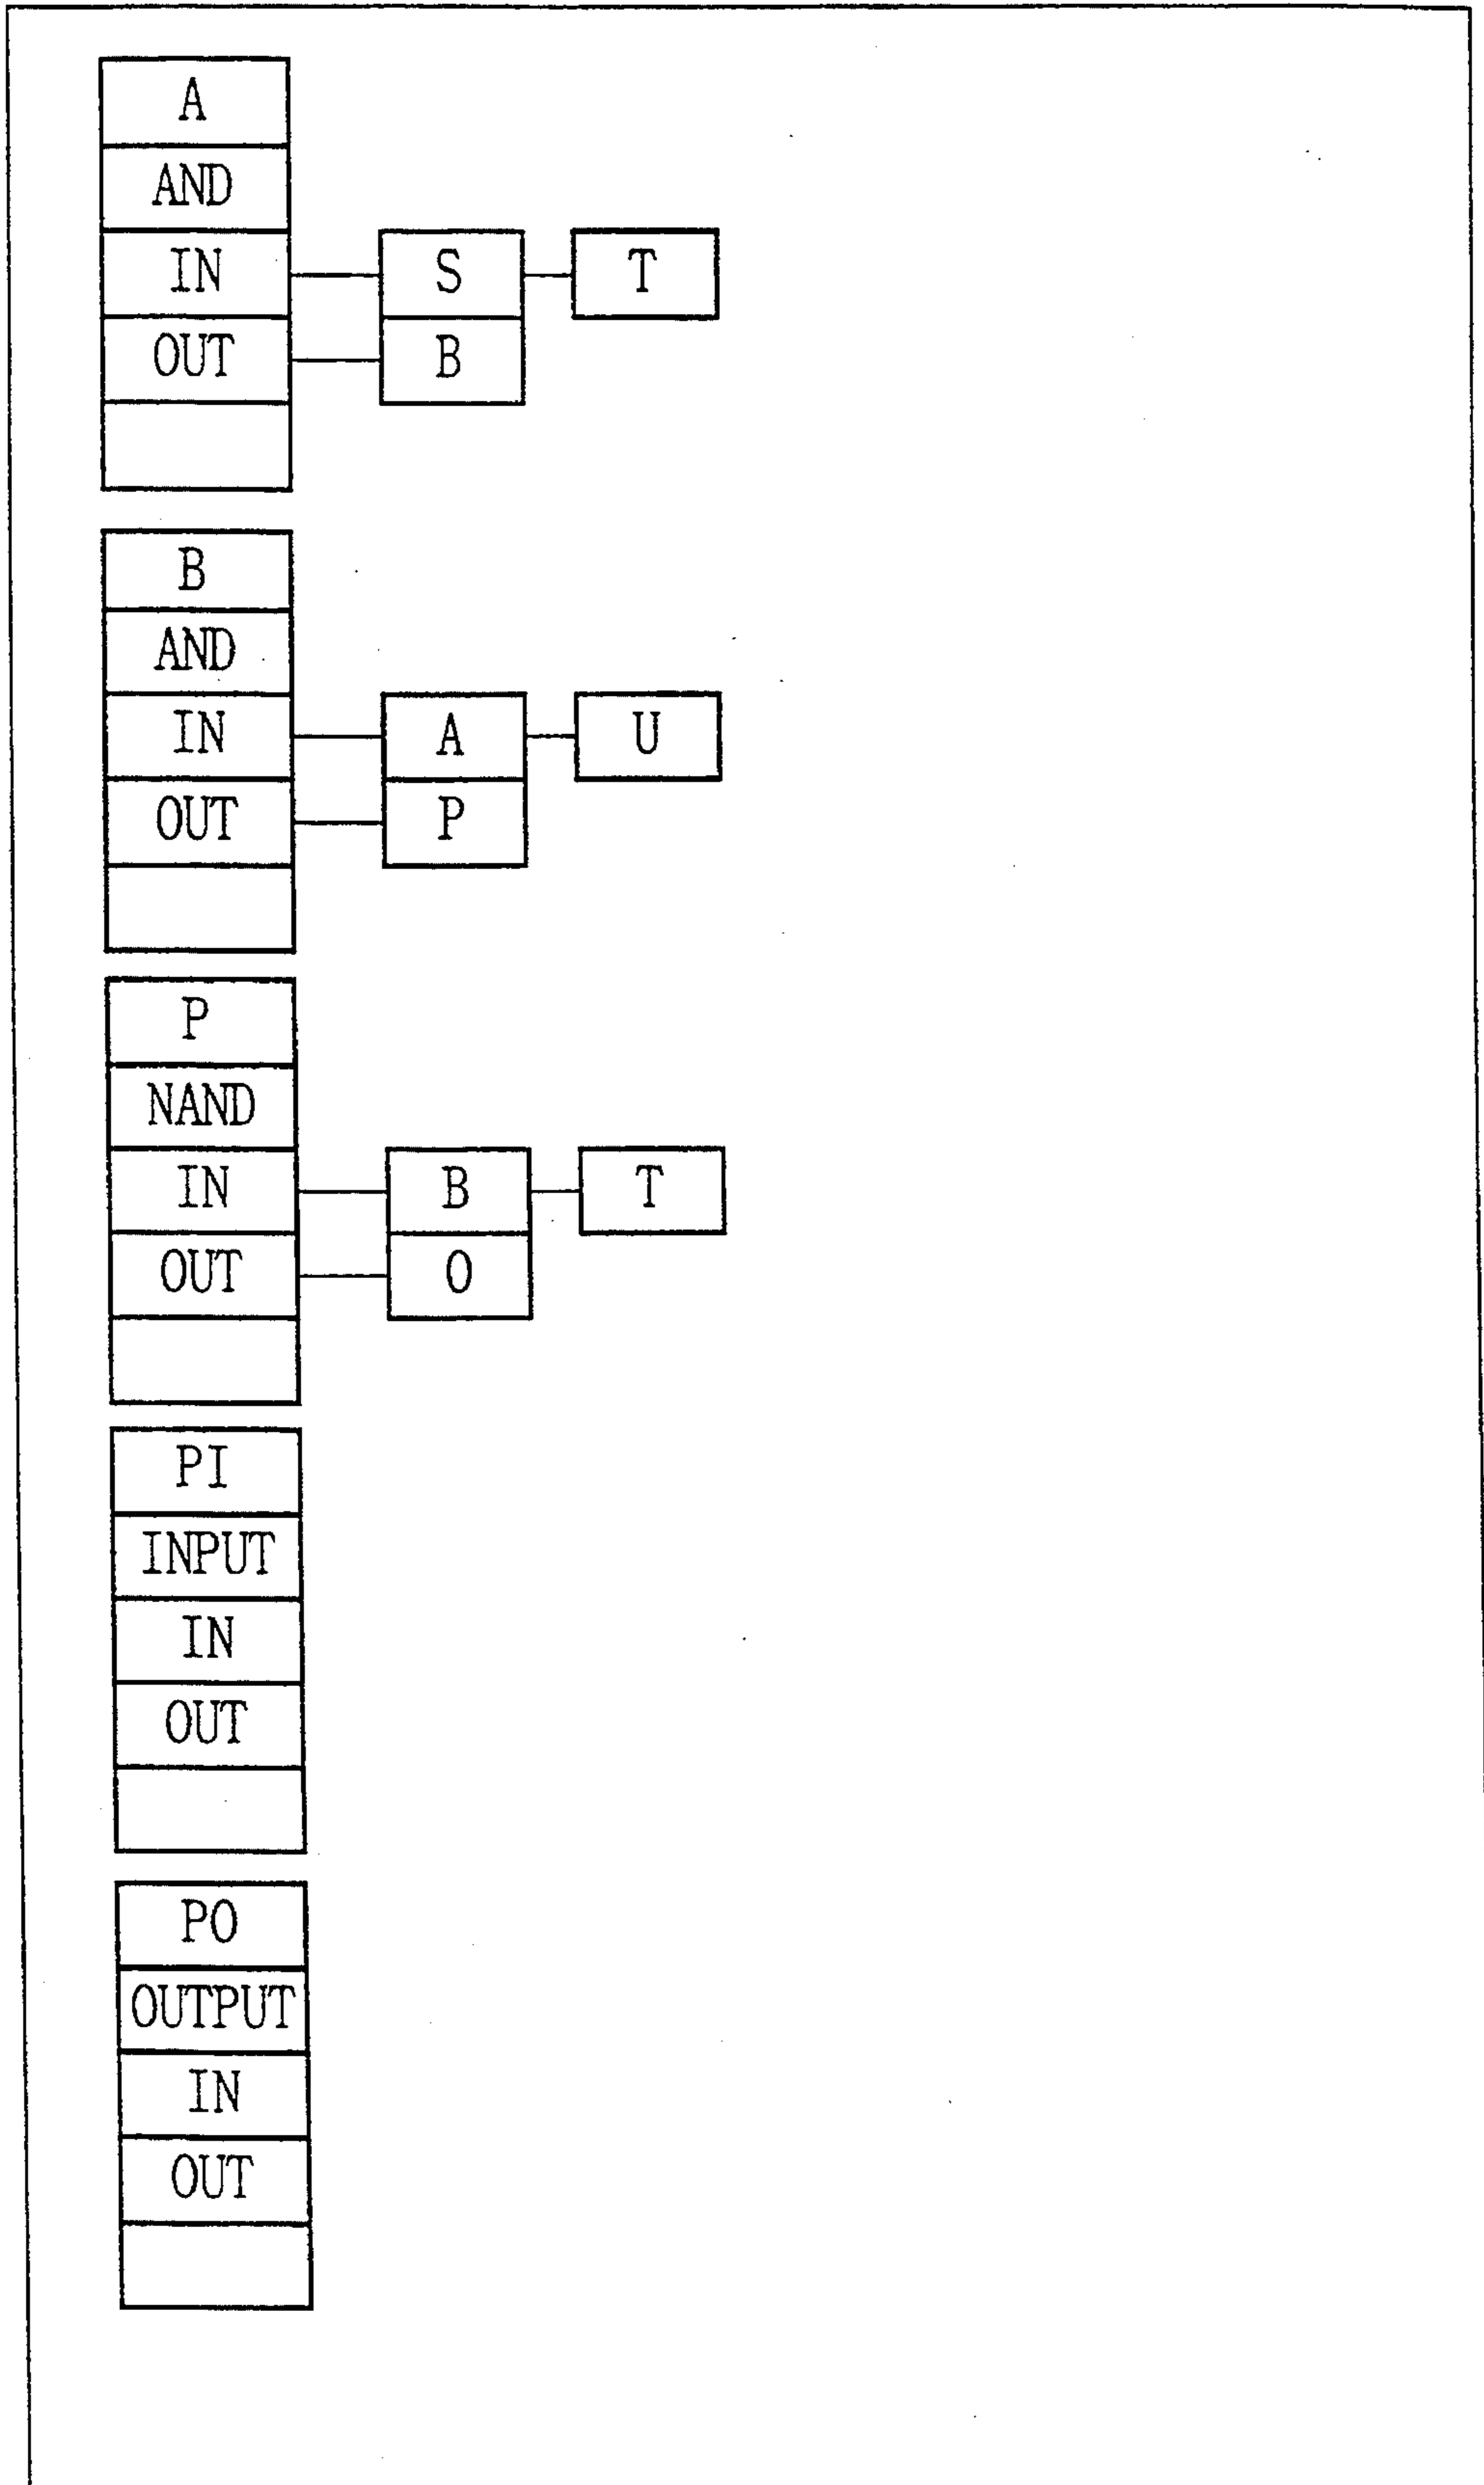 A
AND
IN S T
OUT B
B
AND
IN A U
OUT P
P
NAND
IN B T
OUT O
PI
INPUT
IN
OUT
PO
OUTPUT
IN
OUT